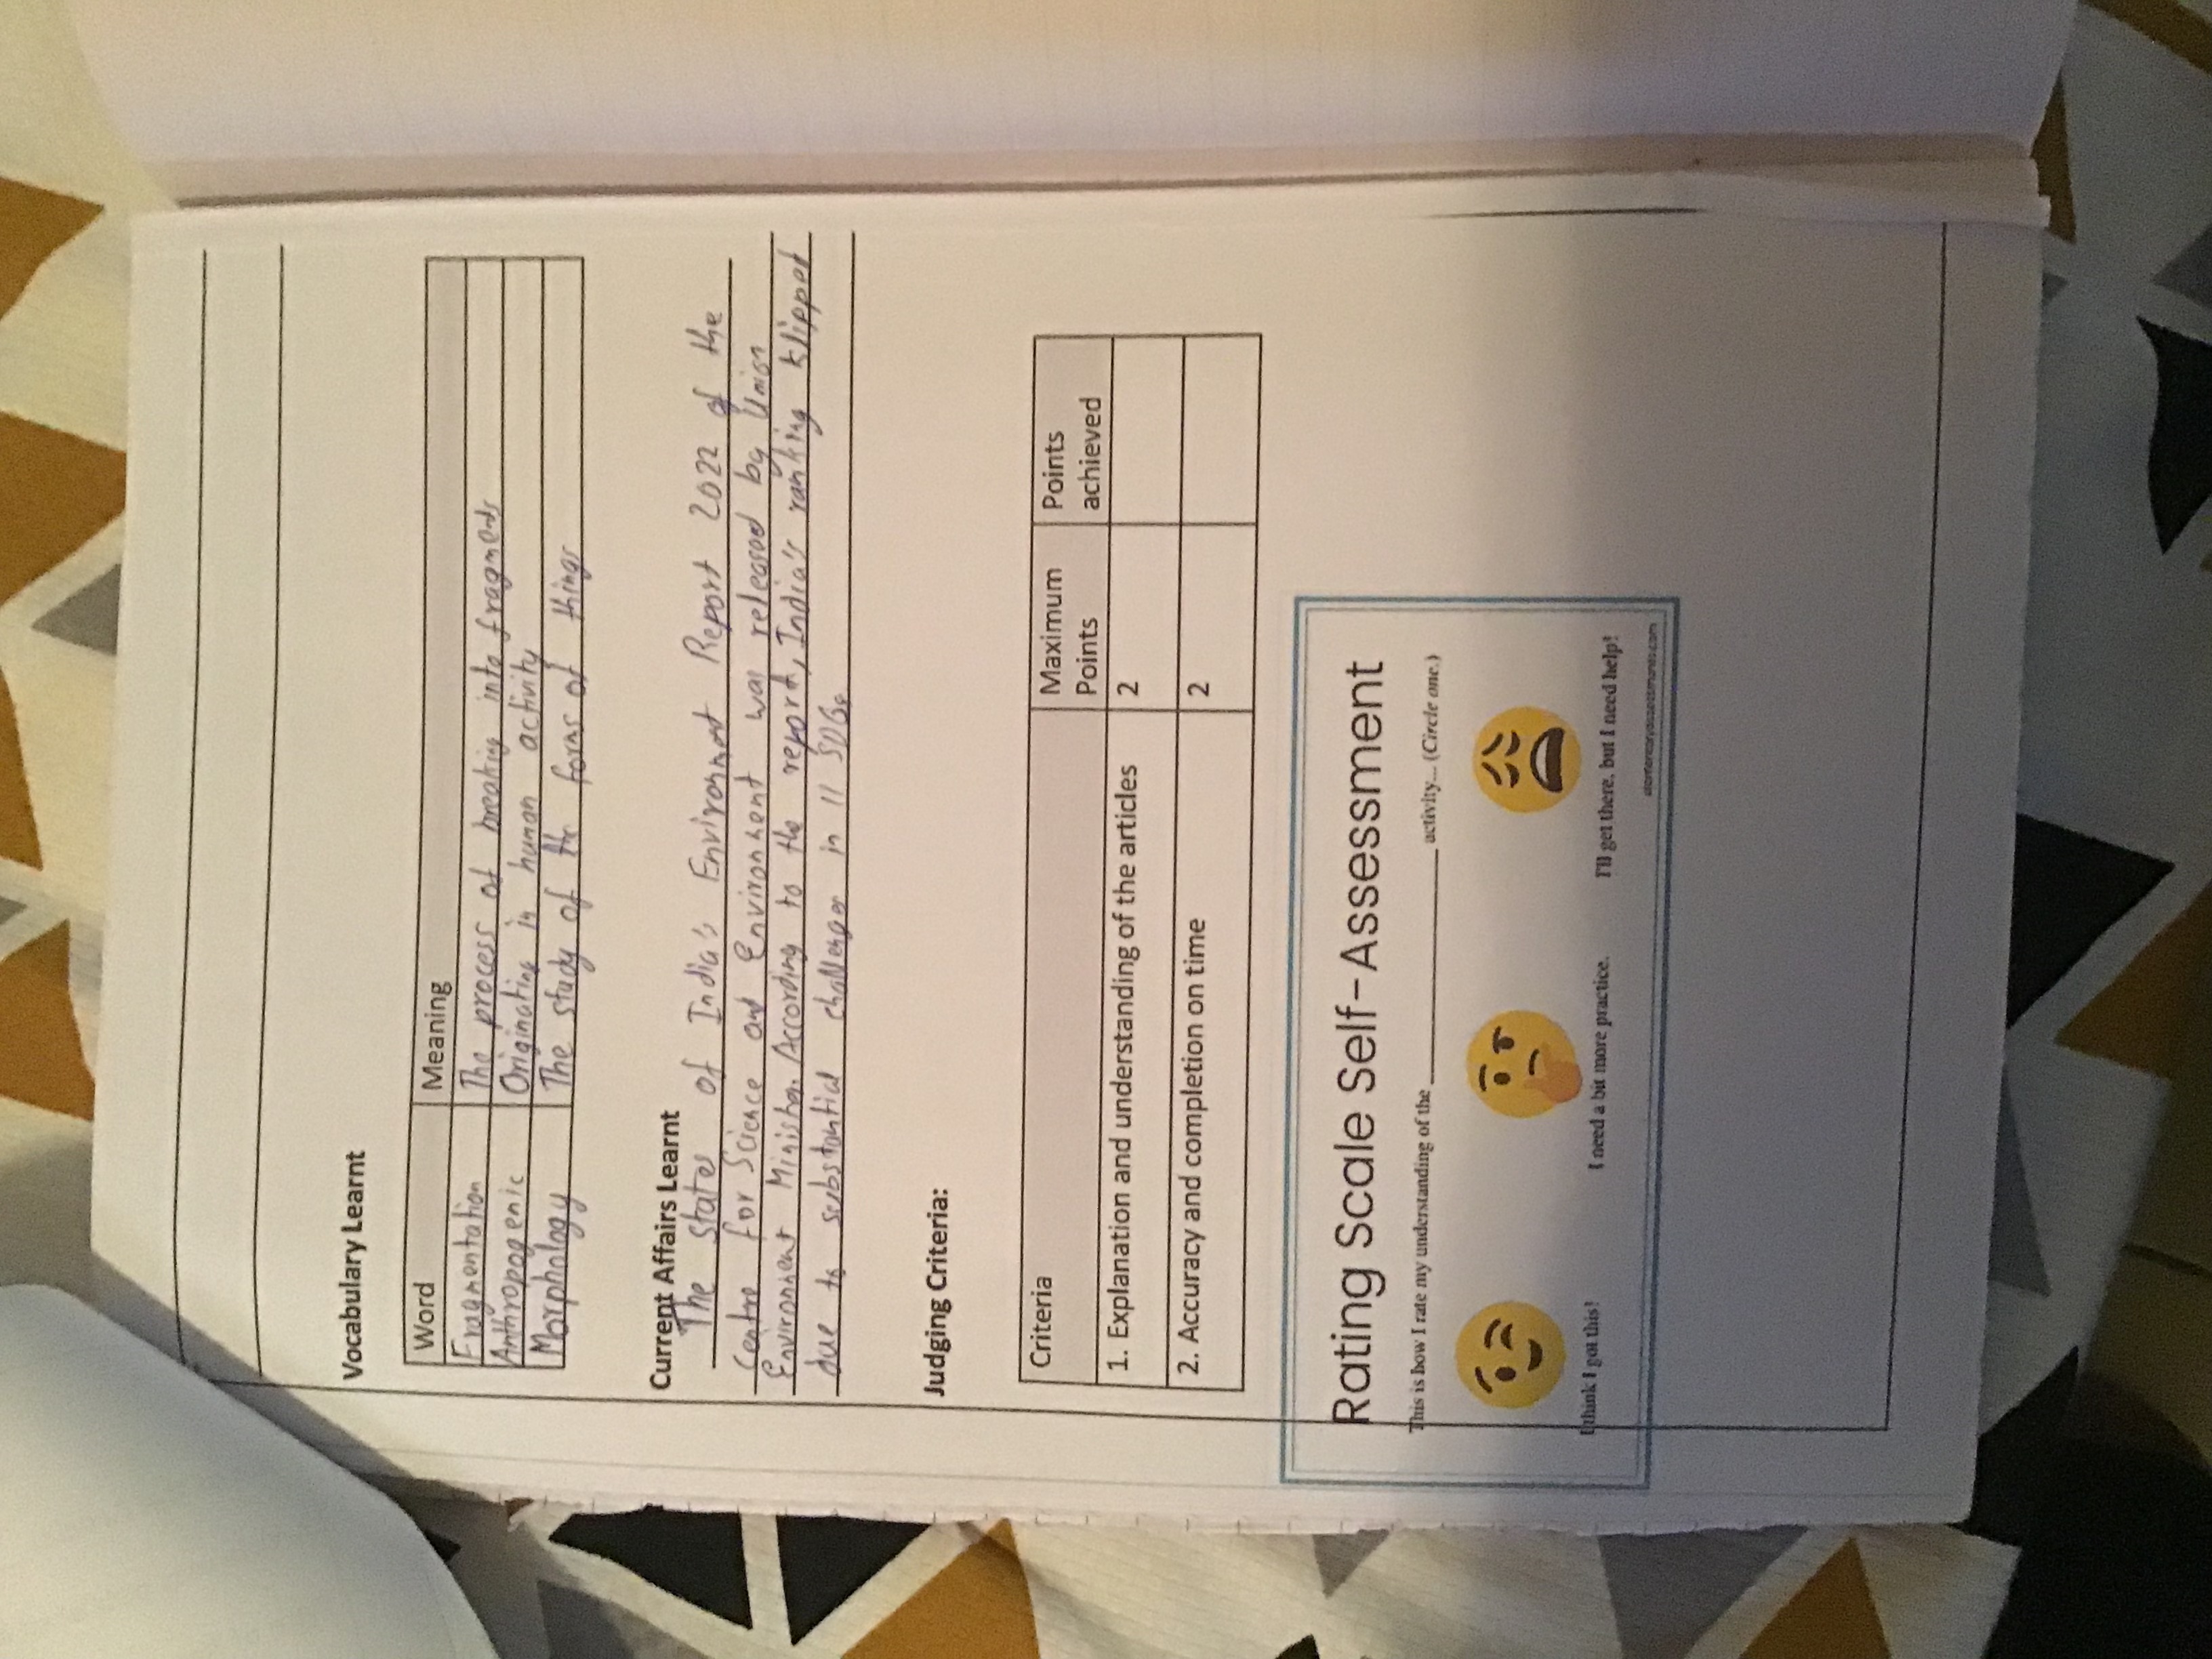 Vocabulary Learnt
Word Meaning
Fragmentation The process of breaking into fragments
Anthropogenic Originating in human activity
Morphology The study of the forms of things
Current Affairs Learnt
The states of India's Environment Report 2022 of the
Centre for Science and Environment was released by Union
Environment Minister. According to the report, India's ranking slipped
due to substantial challenges in 11 SDGs
Judging Criteria:
Criteria Maximum Points Points achieved
1. Explanation and understanding of the articles 2
2. Accuracy and completion on time 2
Rating Scale Self-Assessment
This is how I rate my understanding of the activity... (Circle one.)
I think I got this! I need a bit more practice. I'll get there, but I need help!
elementaryassessments.com